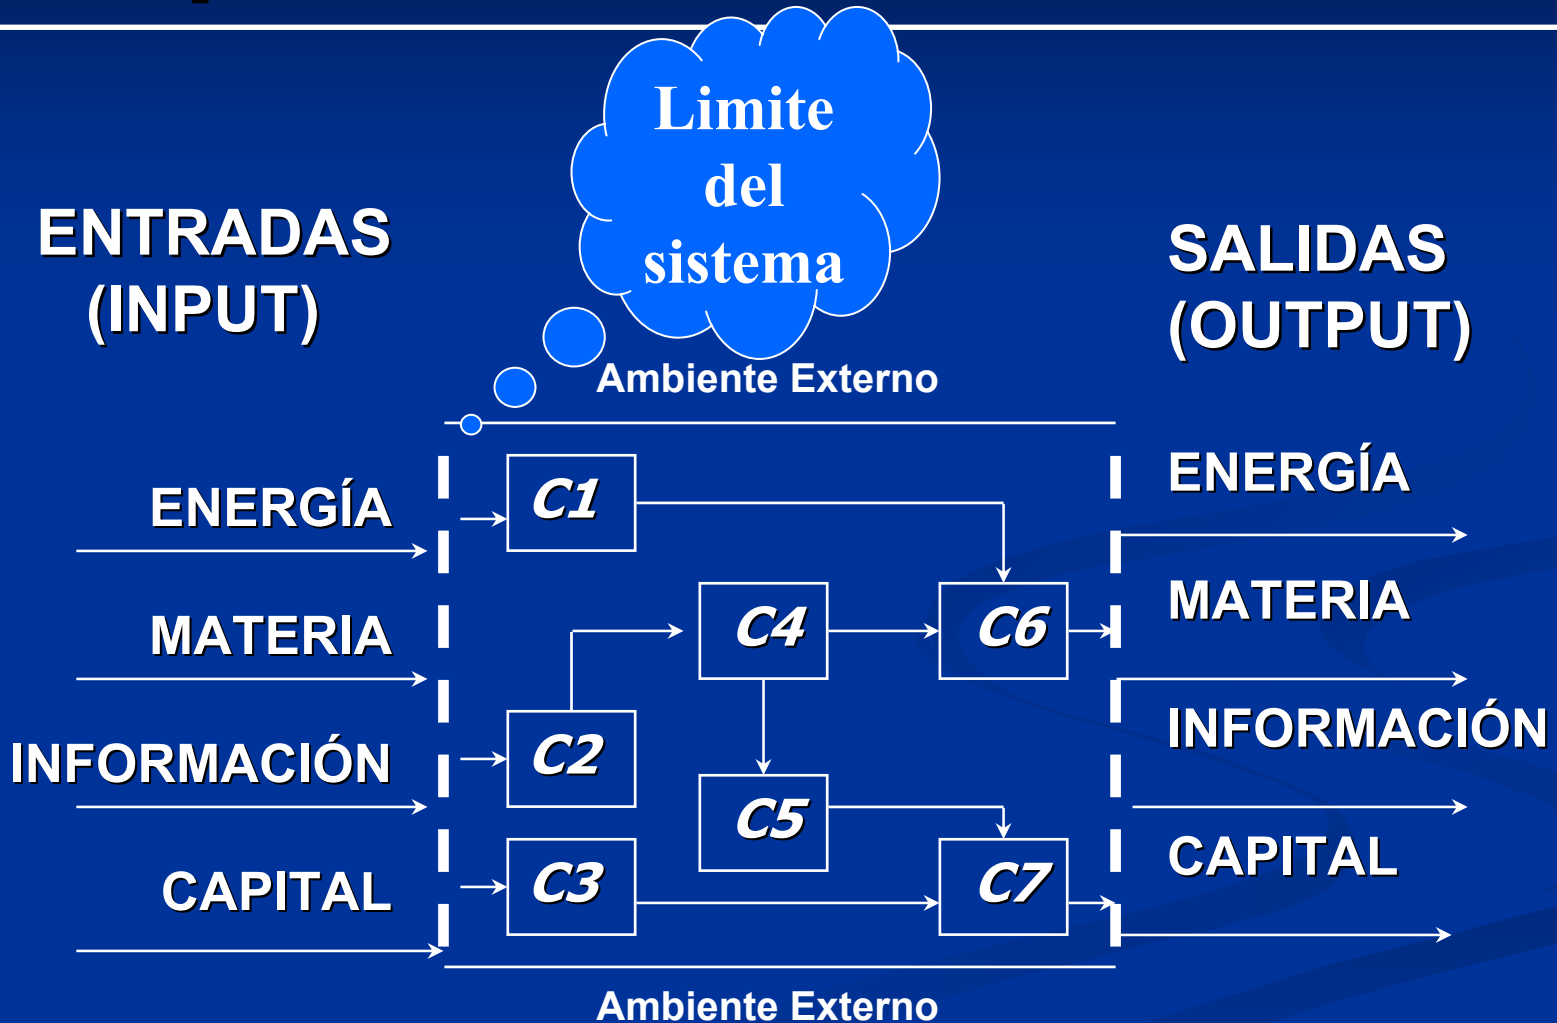 Limite
del
sistema
ENTRADAS
(INPUT)
SALIDAS
(OUTPUT)
Ambiente Externo
ENERGÍA
MATERIA
INFORMACIÓN
CAPITAL
C1
C4
C6
C2
C5
C3
C7
ENERGÍA
MATERIA
INFORMACIÓN
CAPITAL
Ambiente Externo